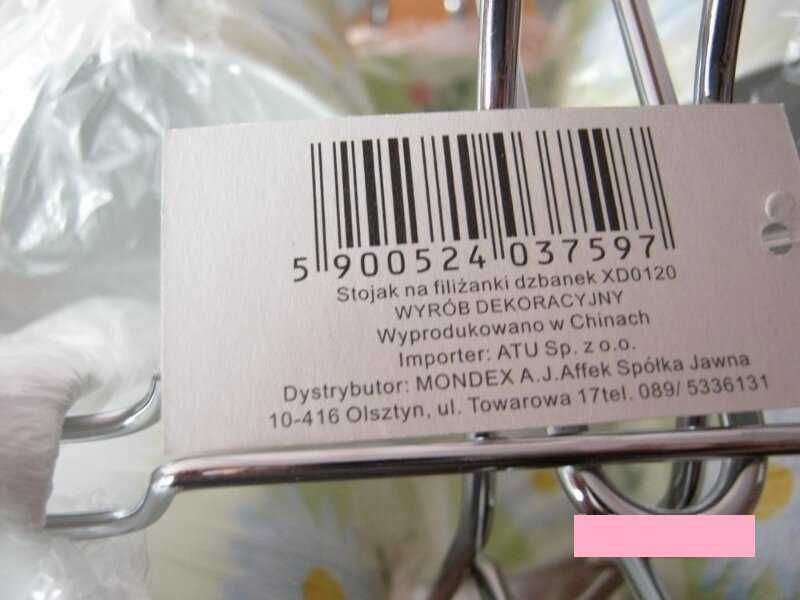 5 900524 037597
Stojak na filiżanki dzbanek XD0120
WYRÓB DEKORACYJNY
Wyprodukowano w Chinach
Importer: ATU Sp. z o.o.
Dystrybutor: MONDEX A.J.Affek Spółka Jawna
10-416 Olsztyn, ul. Towarowa 17tel. 089/ 5336131